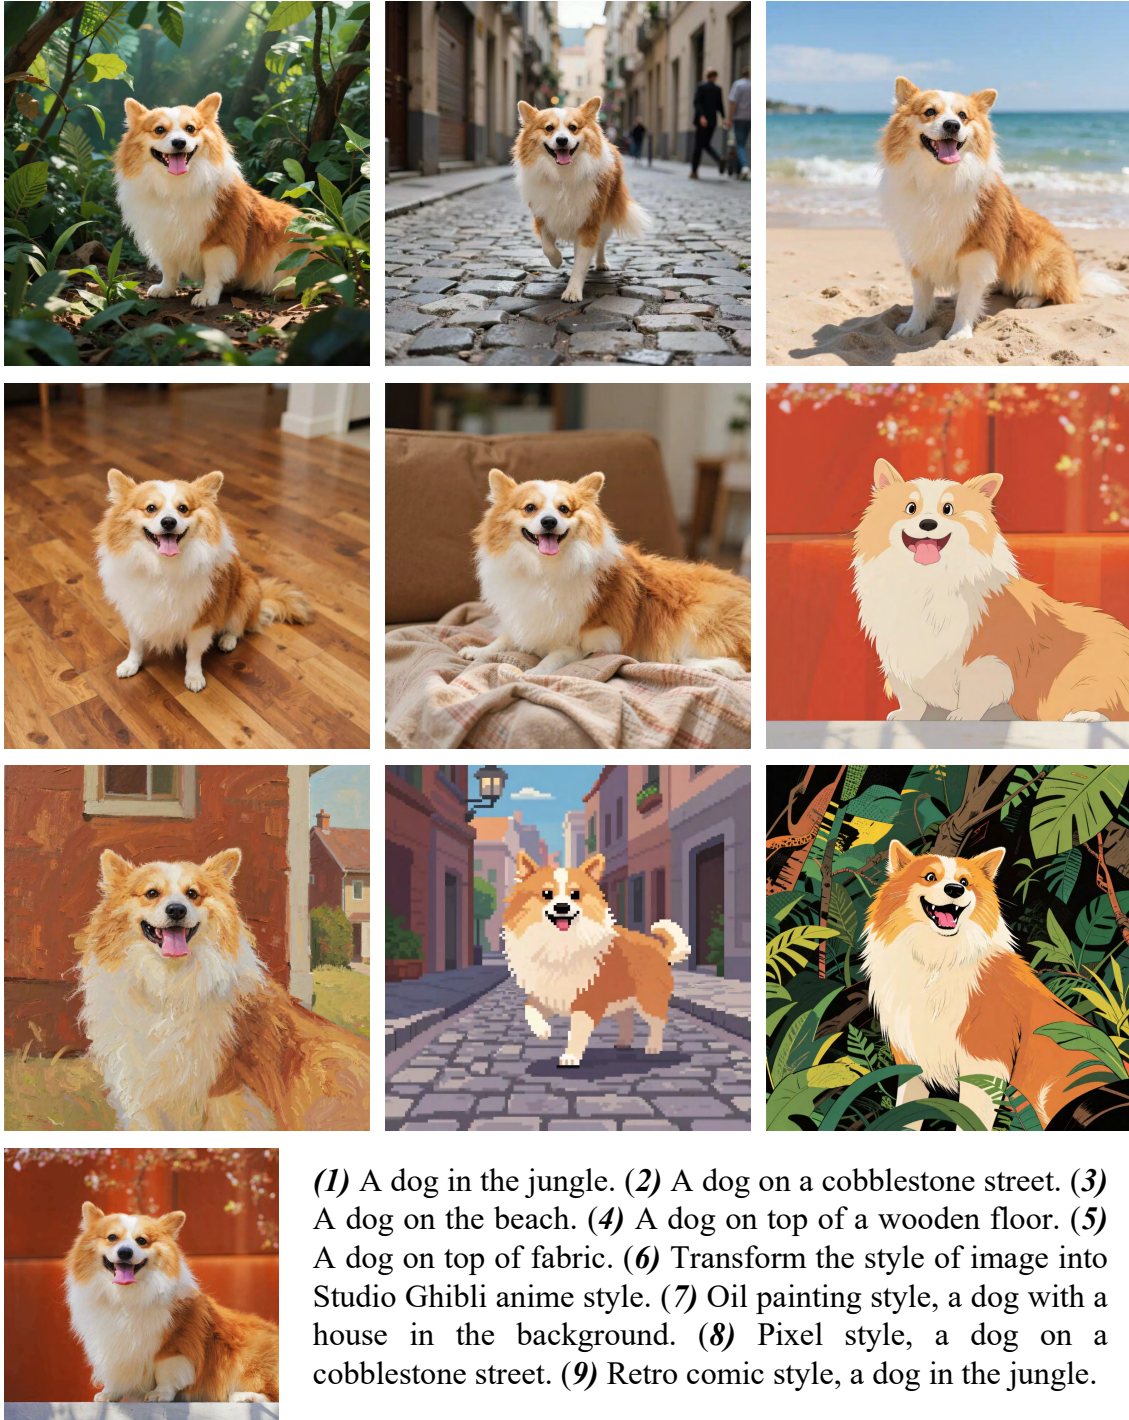 (1) A dog in the jungle. (2) A dog on a cobblestone street. (3)
A dog on the beach. (4) A dog on top of a wooden floor. (5)
A dog on top of fabric. (6) Transform the style of image into
Studio Ghibli anime style. (7) Oil painting style, a dog with a
house in the background. (8) Pixel style, a dog on a
cobblestone street. (9) Retro comic style, a dog in the jungle.